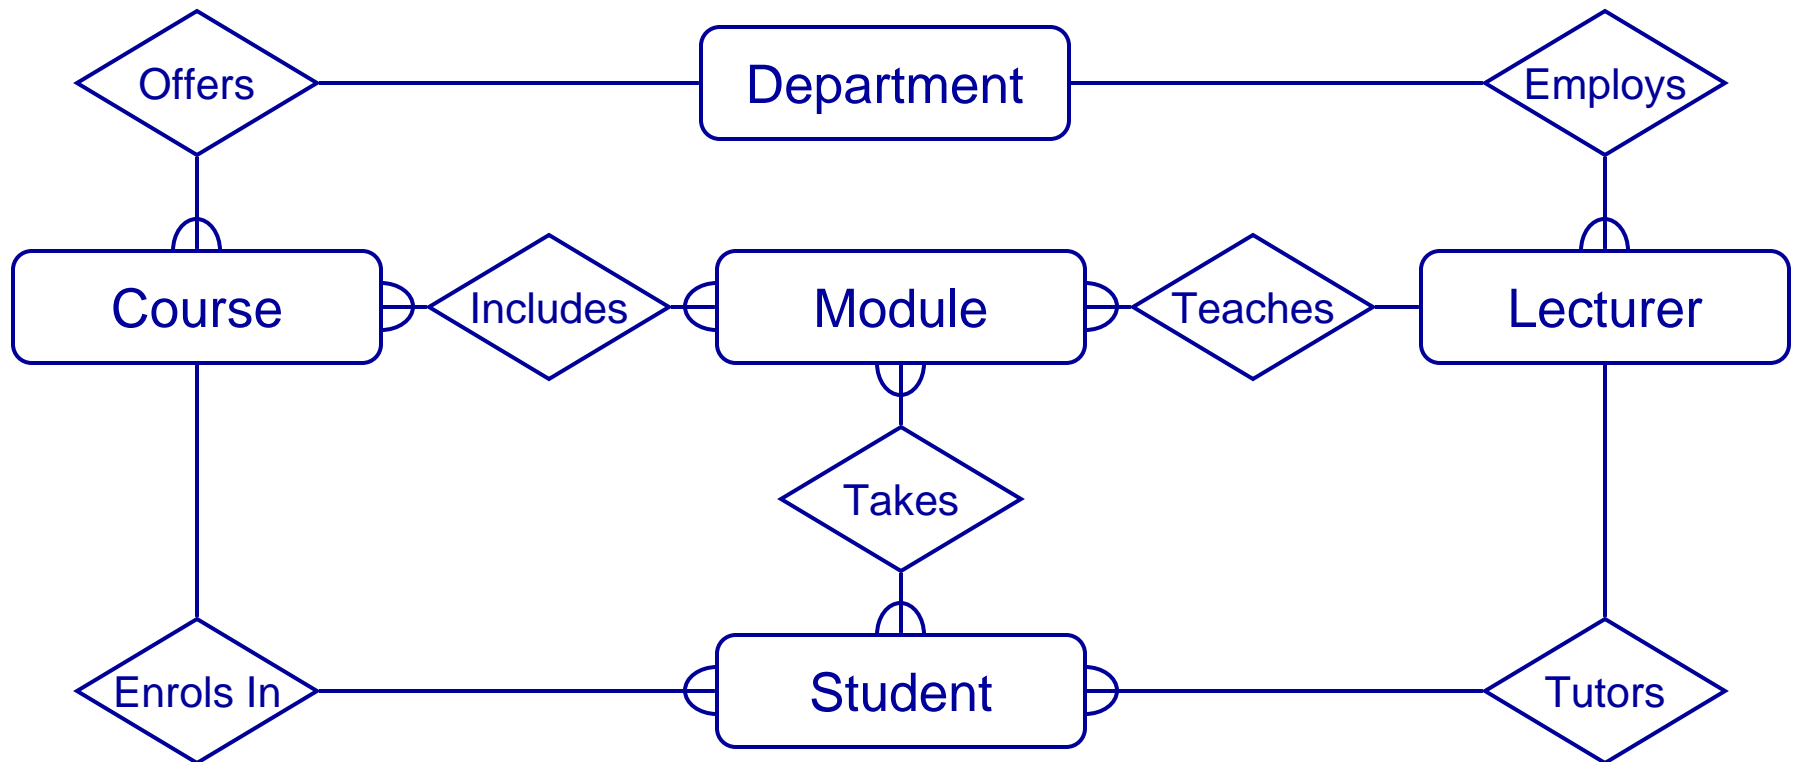 Offers
Department
Employs
Course
Includes
Module
Teaches
Lecturer
Takes
Enrols In
Student
Tutors